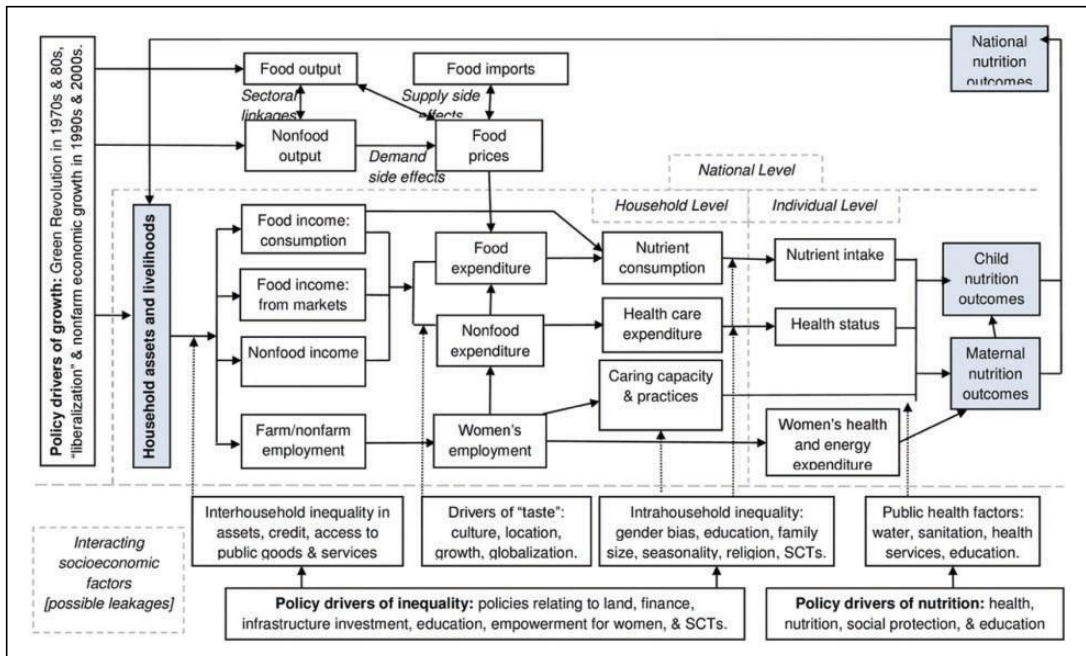 Policy drivers of growth: Green Revolution in 1970s & 80s,
"liberalization" & nonfarm economic growth in 1990s & 2000s.
Household assets and livelihoods
Food output
Food imports
National
nutrition
outcomes
Sectoral
linkages
Supply side
effects
Nonfood
output
Demand
side effects
Food
prices
National Level
Household Level
Individual Level
Food income:
consumption
Food
expenditure
Nutrient
consumption
Nutrient intake
Child
nutrition
outcomes
Food income:
from markets
Nonfood
expenditure
Health care
expenditure
Health status
Nonfood income
Maternal
nutrition
outcomes
Caring capacity
& practices
Farm/nonfarm
employment
Women's
employment
Women's health
and energy
expenditure
Interacting
socioeconomic
factors
[possible leakages]
Interhousehold inequality in
assets, credit, access to
public goods & services
Drivers of "taste":
culture, location,
growth, globalization.
Intrahousehold inequality:
gender bias, education, family
size, seasonality, religion, SCTs.
Public health factors:
water, sanitation, health
services, education.
Policy drivers of inequality: policies relating to land, finance,
infrastructure investment, education, empowerment for women, & SCTs.
Policy drivers of nutrition: health,
nutrition, social protection, & education